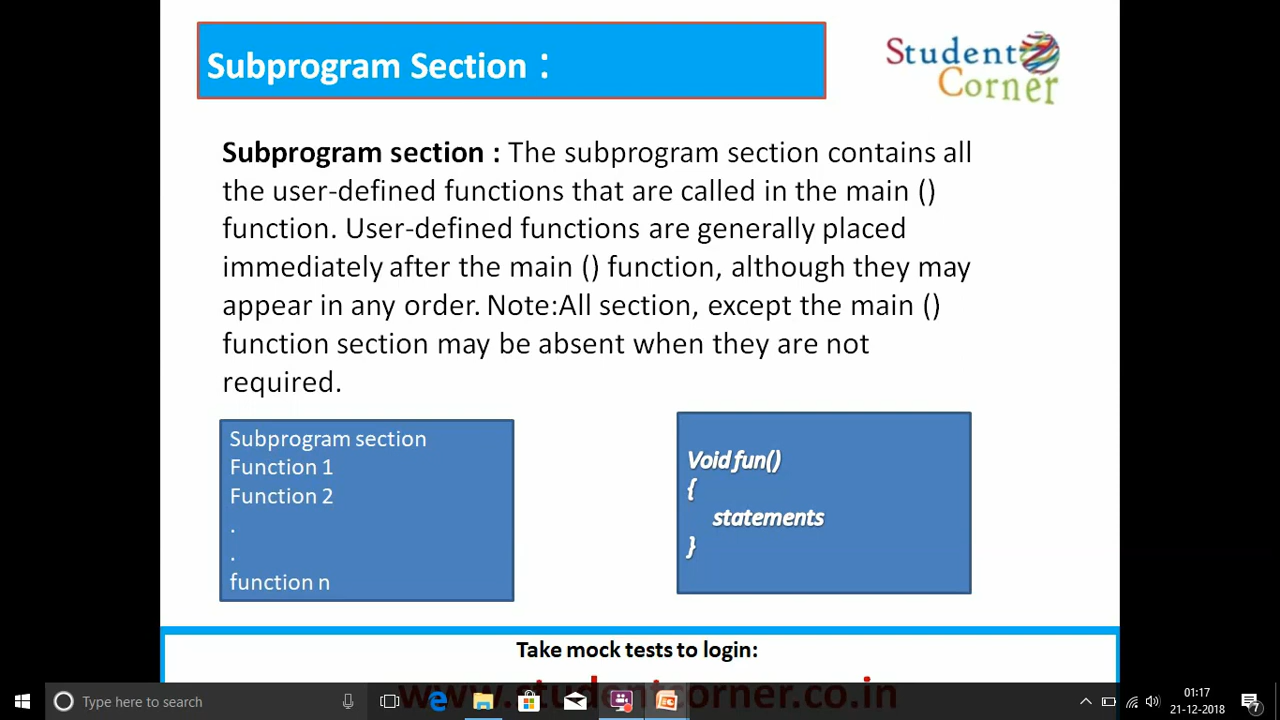 Subprogram Section :
Student
Corner
Subprogram section : The subprogram section contains all
the user-defined functions that are called in the main ()
function. User-defined functions are generally placed
immediately after the main () function, although they may
appear in any order. Note:All section, except the main ()
function section may be absent when they are not
required.
Subprogram section
Function 1
Function 2
.
.
function n
Void fun()
{
statements
}
Take mock tests to login:
Type here to search
01:17
21-12-2018
7